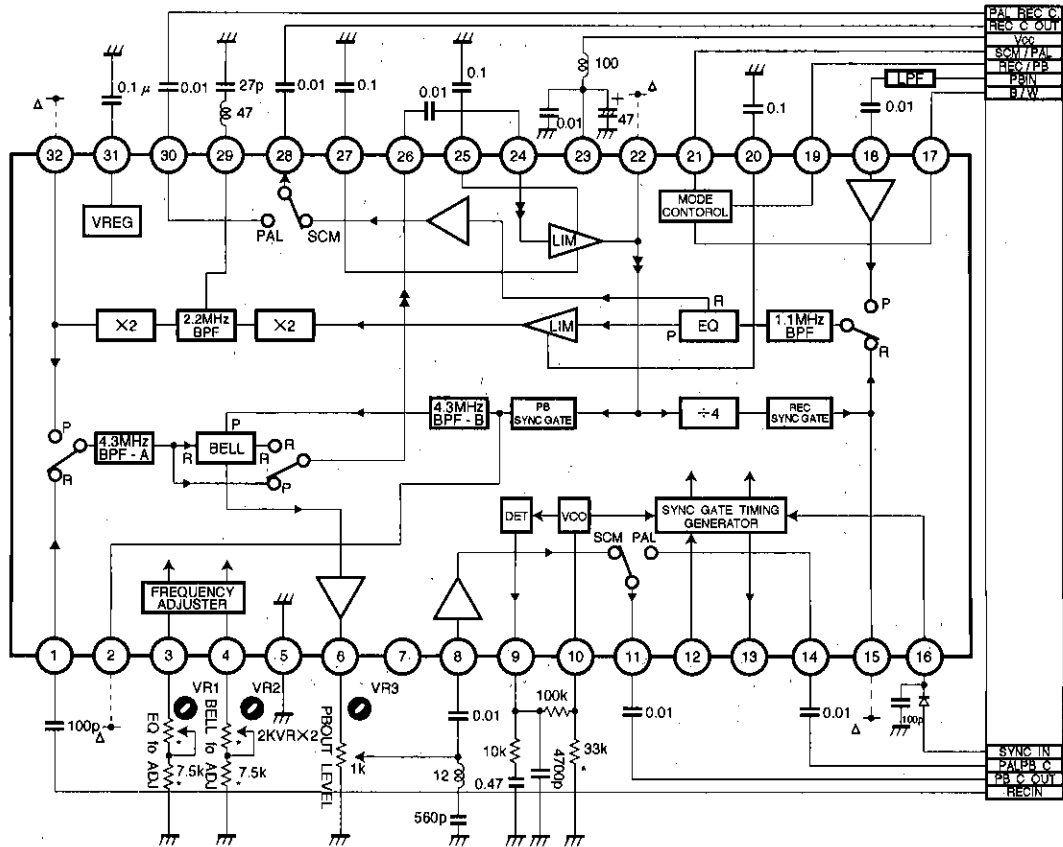 PAL REC C
REC C OUT
Vcc
SCM / PAL
REC / PB
PBIN
B / W
LPF
0.1 μ
0.01
27p
47
0.01
0.1
0.01
0.1
100
0.01
+
47
Δ
Δ
0.1
0.01
32 31 30 29 28 27 26 25 24 23 22 21 20 19 18 17
VREG
PAL
SCM
LIM
MODE
CONTOROL
×2
2.2MHz
BPF
×2
LIM
R
P
EQ
1.1MHz
BPF
P
R
P
R
4.3MHz
BPF - A
R
P
BELL
R
R
P
4.3MHz
BPF - B
PB
SYNC GATE
÷4
REC
SYNC GATE
DET
VCO
SYNC GATE TIMING
GENERATOR
SCM
PAL
FREQUENCY
ADJUSTER
1 2 3 4 5 6 7 8 9 10 11 12 13 14 15 16
100p
Δ
VR1
EQ fo ADJ
*
7.5k
*
VR2
BELL fo ADJ
*
2KVR×2
7.5k
*
VR3
PBOUT LEVEL
1k
0.01
12
560p
10k
0.47
4700p
100k
33k
*
0.01
0.01
Δ
100p
SYNC IN
PALPB C
PB C OUT
RECIN